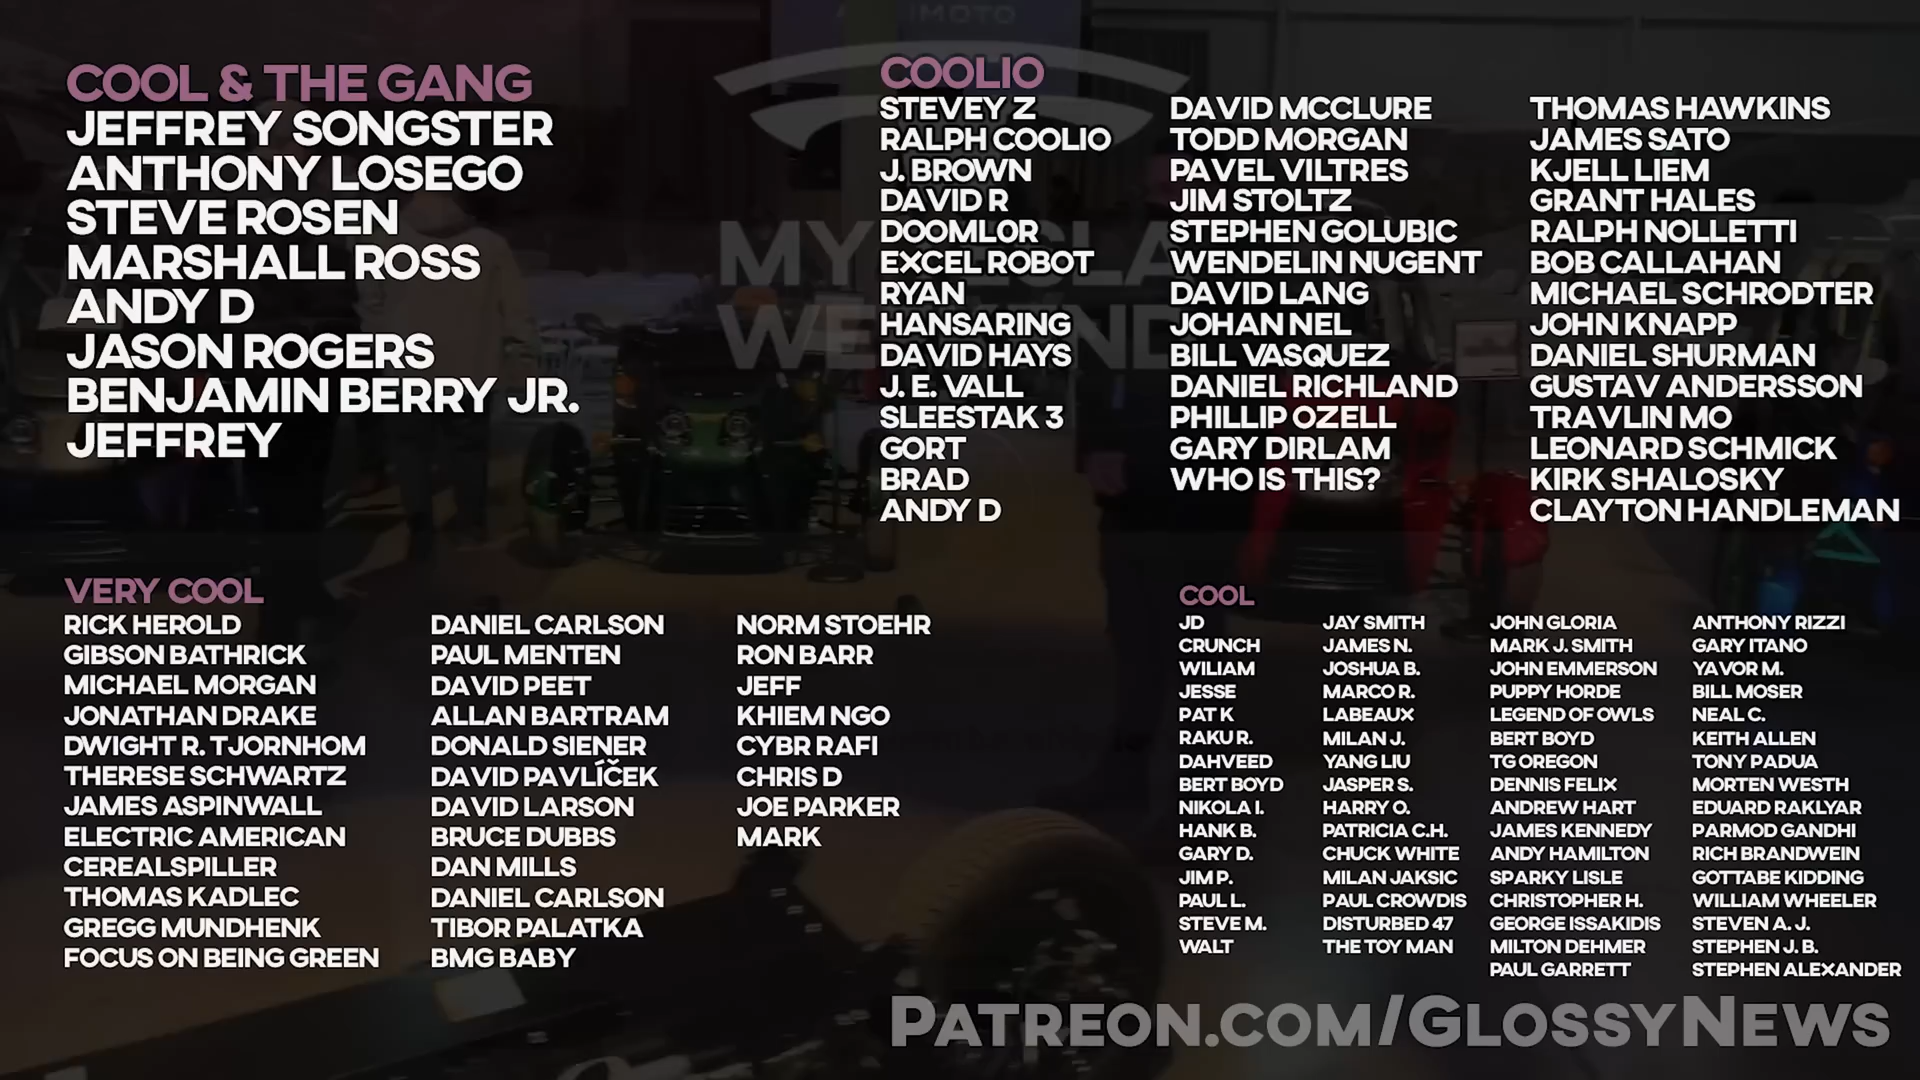 IMOTO
COOL & THE GANG
JEFFREY SONGSTER
ANTHONY LOSEGO
STEVE ROSEN
MARSHALL ROSS
ANDY D
JASON ROGERS
BENJAMIN BERRY JR.
JEFFREY
COOLIO
STEVEY Z
RALPH COOLIO
J. BROWN
DAVID R
DOOML0R
EXCEL ROBOT
RYAN
HANSARING
DAVID HAYS
J. E. VALL
SLEESTAK 3
GORT
BRAD
ANDY D
DAVID MCCLURE
TODD MORGAN
PAVEL VILTRES
JIM STOLTZ
STEPHEN GOLUBIC
WENDELIN NUGENT
DAVID LANG
JOHAN NEL
BILL VASQUEZ
DANIEL RICHLAND
PHILLIP OZELL
GARY DIRLAM
WHO IS THIS?
THOMAS HAWKINS
JAMES SATO
KJELL LIEM
GRANT HALES
RALPH NOLLETTI
BOB CALLAHAN
MICHAEL SCHRODTER
JOHN KNAPP
DANIEL SHURMAN
GUSTAV ANDERSSON
TRAVLIN MO
LEONARD SCHMICK
KIRK SHALOSKY
CLAYTON HANDLEMAN
MY TESLA
WEEKEND
VERY COOL
RICK HEROLD
GIBSON BATHRICK
MICHAEL MORGAN
JONATHAN DRAKE
DWIGHT R. TJORNHOM
THERESE SCHWARTZ
JAMES ASPINWALL
ELECTRIC AMERICAN
CEREALSPILLER
THOMAS KADLEC
GREGG MUNDHENK
FOCUS ON BEING GREEN
DANIEL CARLSON
PAUL MENTEN
DAVID PEET
ALLAN BARTRAM
DONALD SIENER
DAVID PAVLÍČEK
DAVID LARSON
BRUCE DUBBS
DAN MILLS
DANIEL CARLSON
TIBOR PALATKA
BMG BABY
NORM STOEHR
RON BARR
JEFF
KHIEM NGO
CYBR RAFI
CHRIS D
JOE PARKER
MARK
COOL
JD
CRUNCH
WILIAM
JESSE
PAT K
RAKU R.
DAHVEED
BERT BOYD
NIKOLA I.
HANK B.
GARY D.
JIM P.
PAUL L.
STEVE M.
WALT
JAY SMITH
JAMES N.
JOSHUA B.
MARCO R.
LABEAUX
MILAN J.
YANG LIU
JASPER S.
HARRY O.
PATRICIA C.H.
CHUCK WHITE
MILAN JAKSIC
PAUL CROWDIS
DISTURBED 47
THE TOY MAN
JOHN GLORIA
MARK J. SMITH
JOHN EMMERSON
PUPPY HORDE
LEGEND OF OWLS
BERT BOYD
TG OREGON
DENNIS FELIX
ANDREW HART
JAMES KENNEDY
ANDY HAMILTON
SPARKY LISLE
CHRISTOPHER H.
GEORGE ISSAKIDIS
MILTON DEHMER
PAUL GARRETT
ANTHONY RIZZI
GARY ITANO
YAVOR M.
BILL MOSER
NEAL C.
KEITH ALLEN
TONY PADUA
MORTEN WESTH
EDUARD RAKLYAR
PARMOD GANDHI
RICH BRANDWEIN
GOTTABE KIDDING
WILLIAM WHEELER
STEVEN A. J.
STEPHEN J. B.
STEPHEN ALEXANDER
PATREON.COM/GLOSSYNEWS